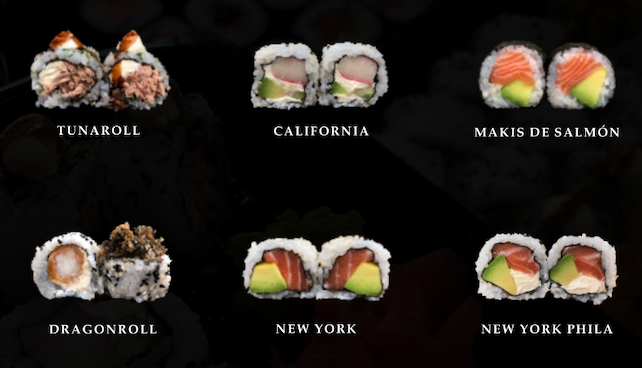 TUNAROLL
CALIFORNIA
MAKIS DE SALMÓN
DRAGONROLL
NEW YORK
NEW YORK PHILA